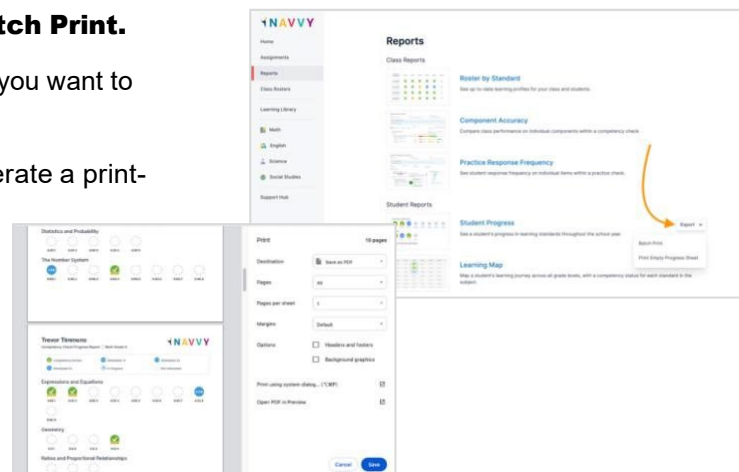 tch Print.
you want to
erate a print-
NAVVY
Home
Assignments
Reports
Class Rosters
Learning Library
Math
English
Science
Social Studies
Support Hub
Reports
Class Reports
Roster by Standard
See up-to-date learning profiles for your class and students.
Component Accuracy
Compare class performance on individual components within a competency check.
Practice Response Frequency
See student response frequency on individual items within a practice check.
Student Reports
Student Progress
See a student's progress in learning standards throughout the school year.
Export
Batch Print
Print Empty Progress Sheet
Learning Map
Map a student's learning journey across all grade levels, with a competency status for each standard in the
subject.
Statistics and Probability
The Number System
Trevor Timmons
NAVVY
Expressions and Equations
Geometry
Ratios and Proportional Relationships
Print
10 pages
Destination
Save as PDF
Pages
All
Pages per sheet
1
Margins
Default
Options
Headers and footers
Background graphics
Print using system dialog...
Open PDF in Preview
Cancel
Save